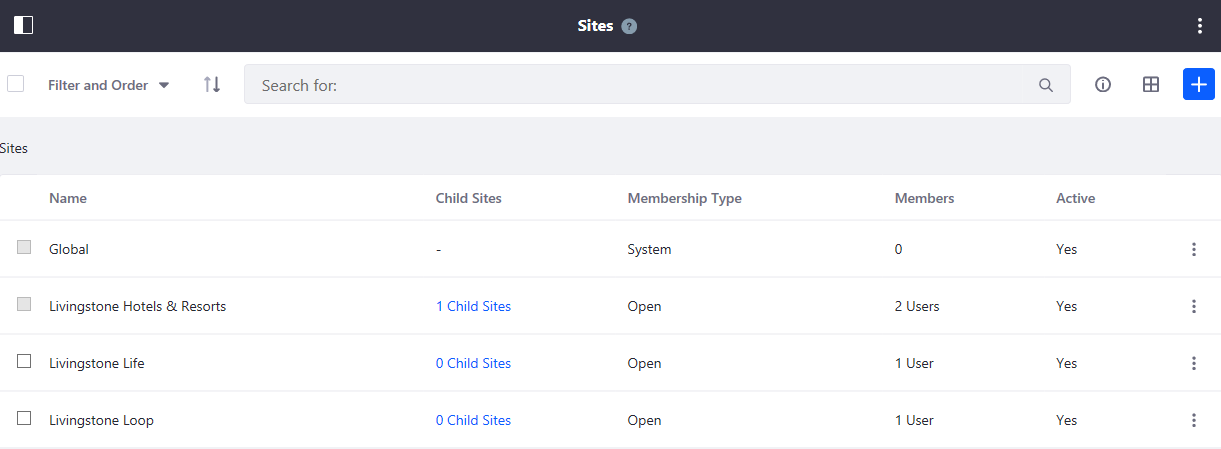 Sites ?
Filter and Order Search for:
Sites
Name Child Sites Membership Type Members Active
Global - System 0 Yes
Livingstone Hotels & Resorts 1 Child Sites Open 2 Users Yes
Livingstone Life 0 Child Sites Open 1 User Yes
Livingstone Loop 0 Child Sites Open 1 User Yes